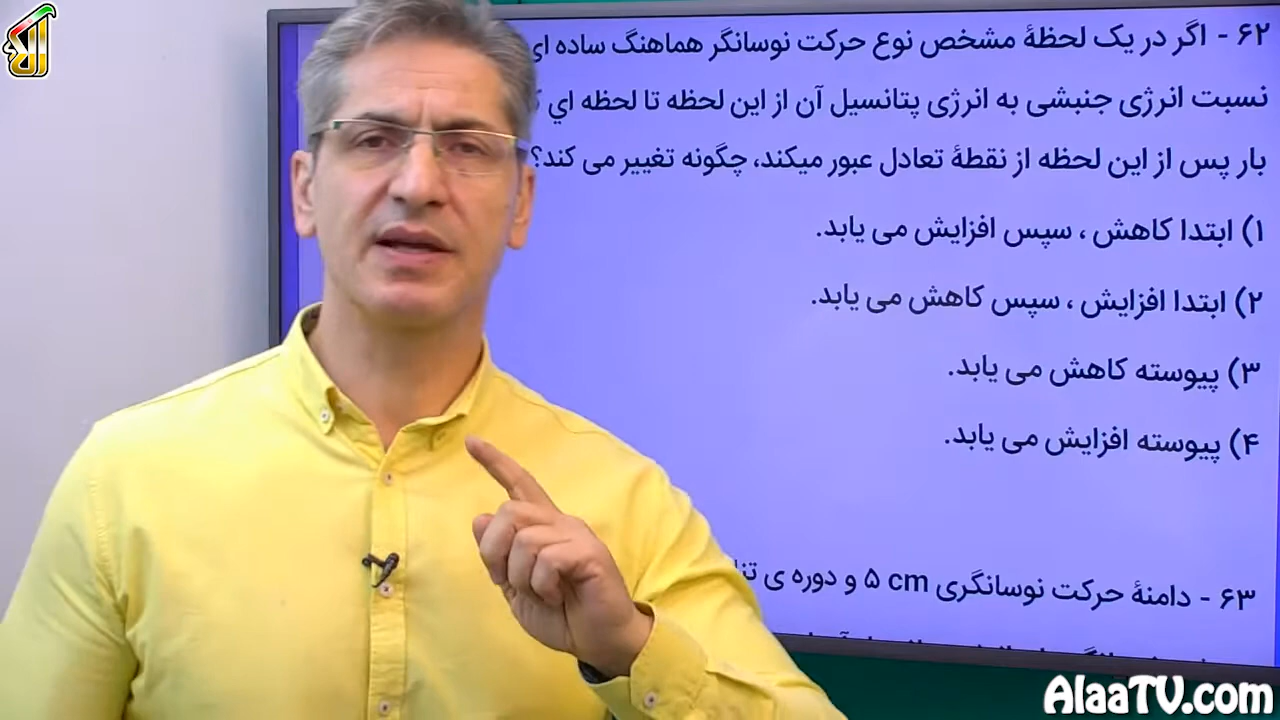 آلاء
۶۲ - اگر در یک لحظهٔ مشخص نوع حرکت نوسانگر هماهنگ ساده ای
نسبت انرژی جنبشی به انرژی پتانسیل آن از این لحظه تا لحظه اي
بار پس از این لحظه از نقطهٔ تعادل عبور میکند، چگونه تغییر می کند؟
۱) ابتدا کاهش ، سپس افزایش می یابد.
۲) ابتدا افزایش ، سپس کاهش می یابد.
۳) پیوسته کاهش می یابد.
۴) پیوسته افزایش می یابد.
۶۳ - دامنهٔ حرکت نوسانگری ۵ cm و دوره ی
AlaaTV.com